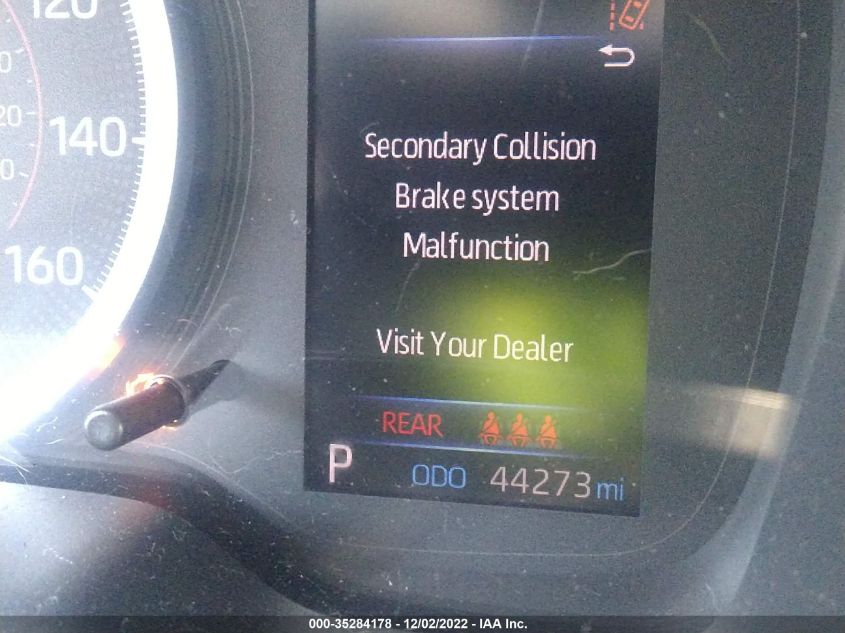 120
140
160
Secondary Collision
Brake system
Malfunction
Visit Your Dealer
REAR
P ODO 44273 mi
000-35284178 - 12/02/2022 - IAA Inc.